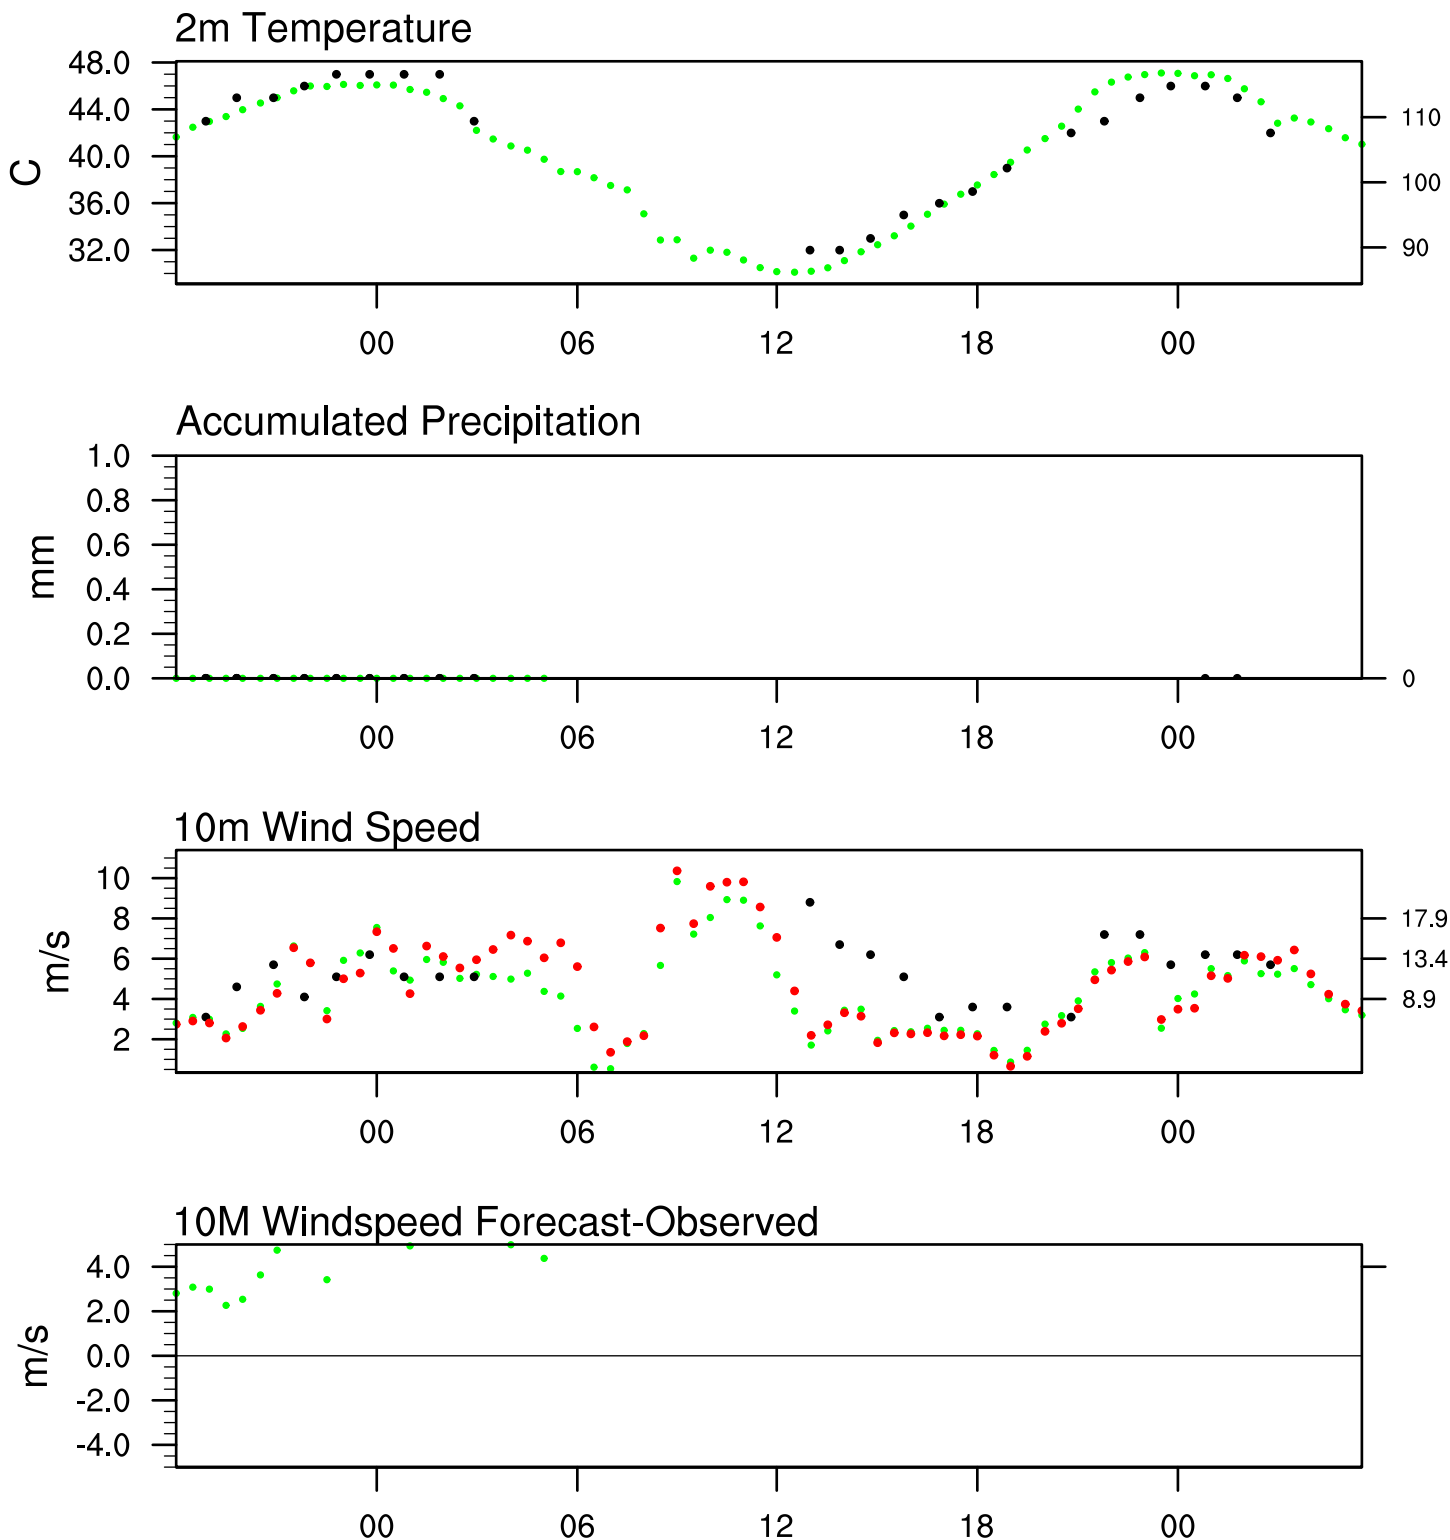 2m Temperature
48.0
44.0
40.0
36.0
32.0
C
110
100
90
00 06 12 18 00
Accumulated Precipitation
1.0
0.8
0.6
0.4
0.2
0.0
mm
0
00 06 12 18 00
10m Wind Speed
10
8
6
4
2
m/s
17.9
13.4
8.9
00 06 12 18 00
10M Windspeed Forecast-Observed
4.0
2.0
0.0
-2.0
-4.0
m/s
00 06 12 18 00